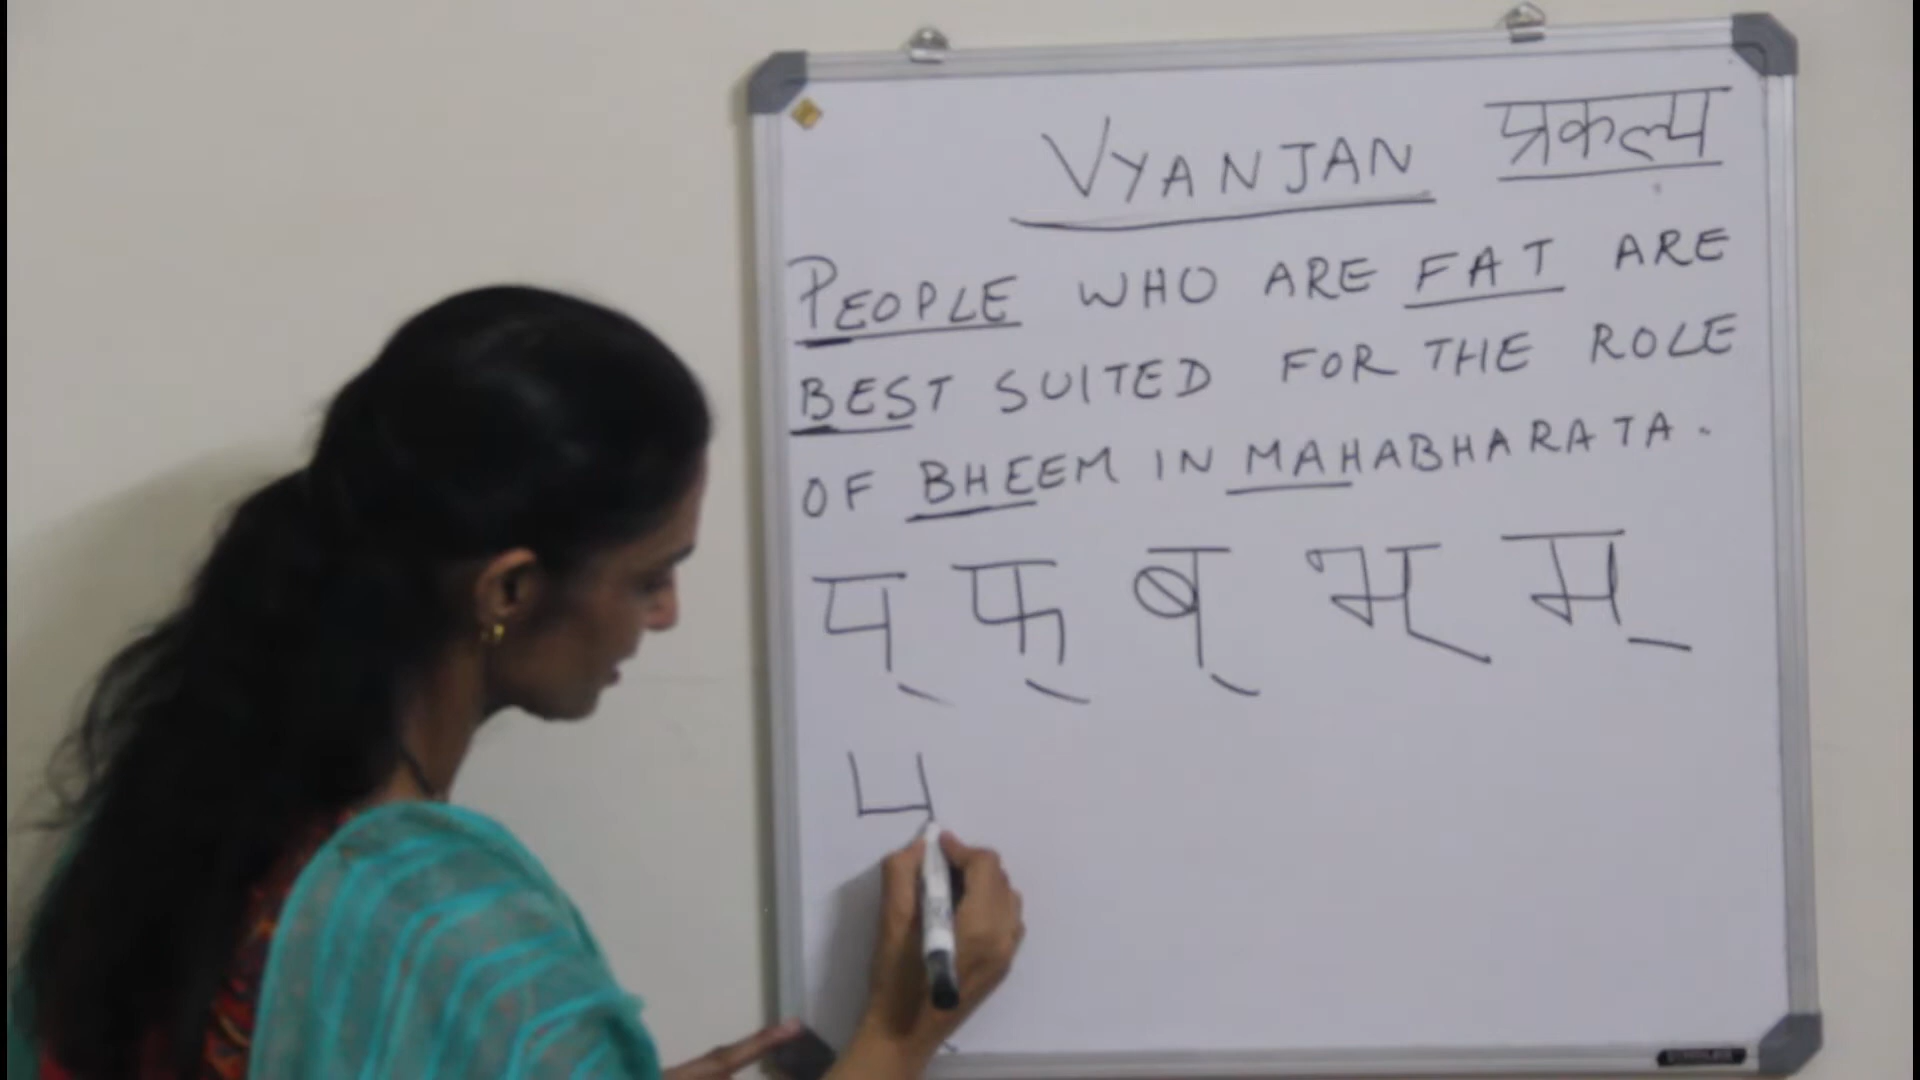 VYANJAN प्रकल्प
PEOPLE WHO ARE FAT ARE
BEST SUITED FOR THE ROLE
OF BHEEM IN MAHABHARATA.
प् फ् ब् भ् म्